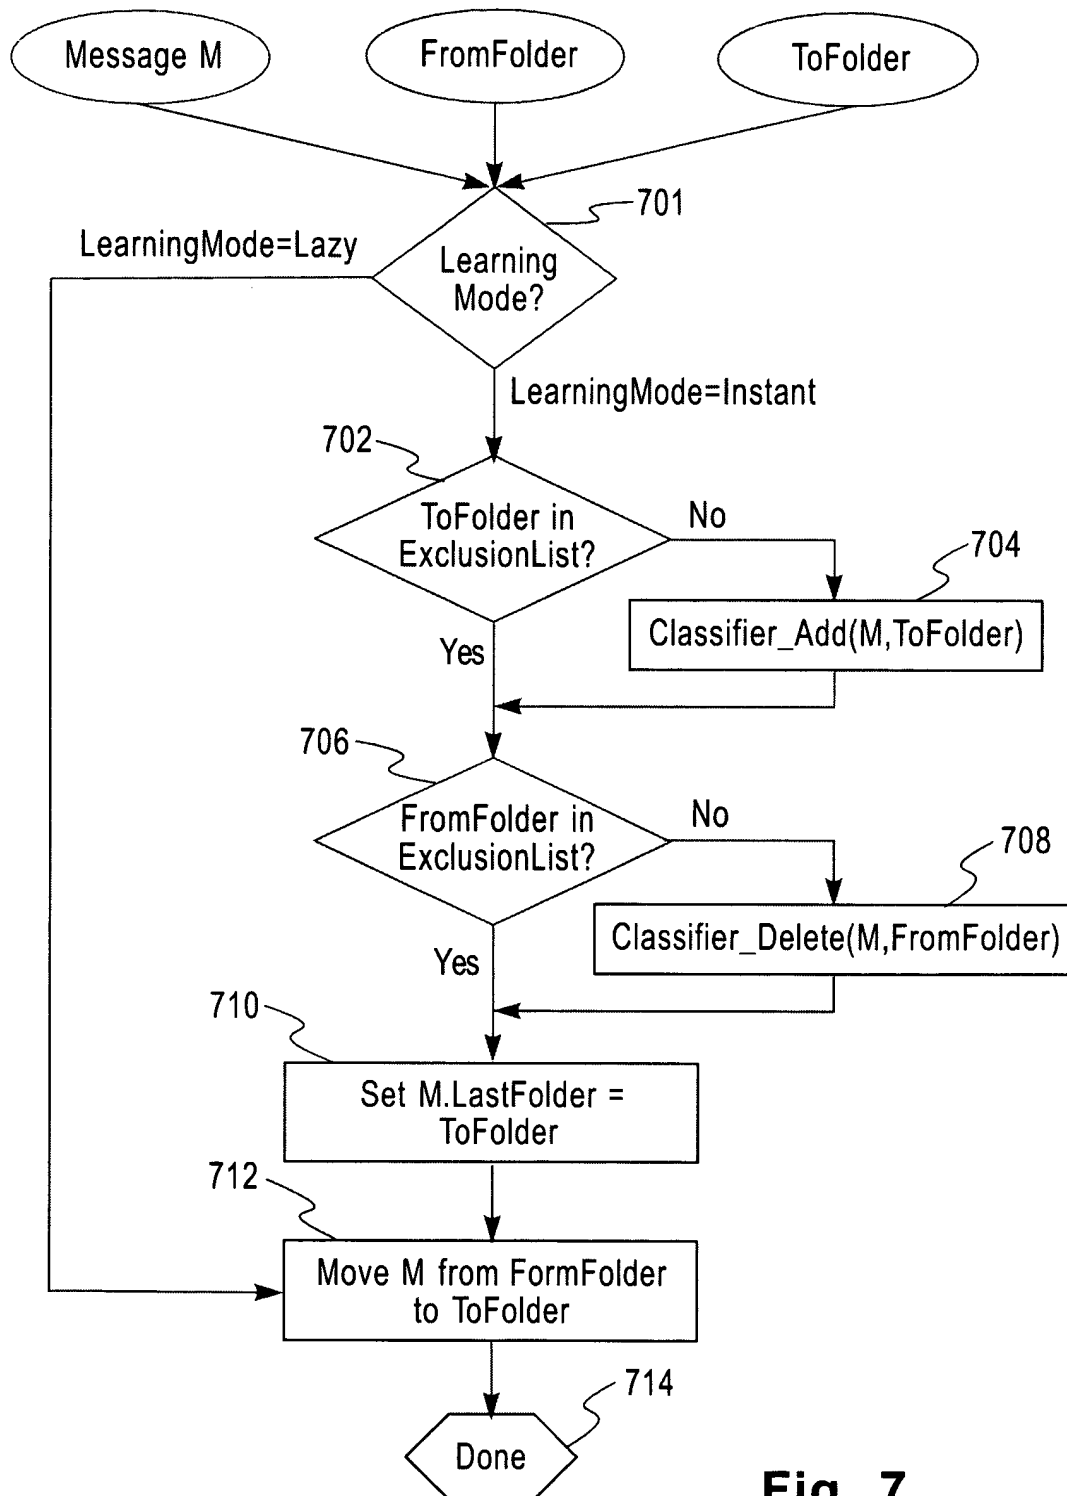 Message M
FromFolder
ToFolder
701
LearningMode=Lazy
Learning
Mode?
LearningMode=Instant
702
ToFolder in
ExclusionList?
No
704
Classifier_Add(M,ToFolder)
Yes
706
FromFolder in
ExclusionList?
No
708
Classifier_Delete(M,FromFolder)
Yes
710
Set M.LastFolder =
ToFolder
712
Move M from FormFolder
to ToFolder
714
Done
Fig. 7